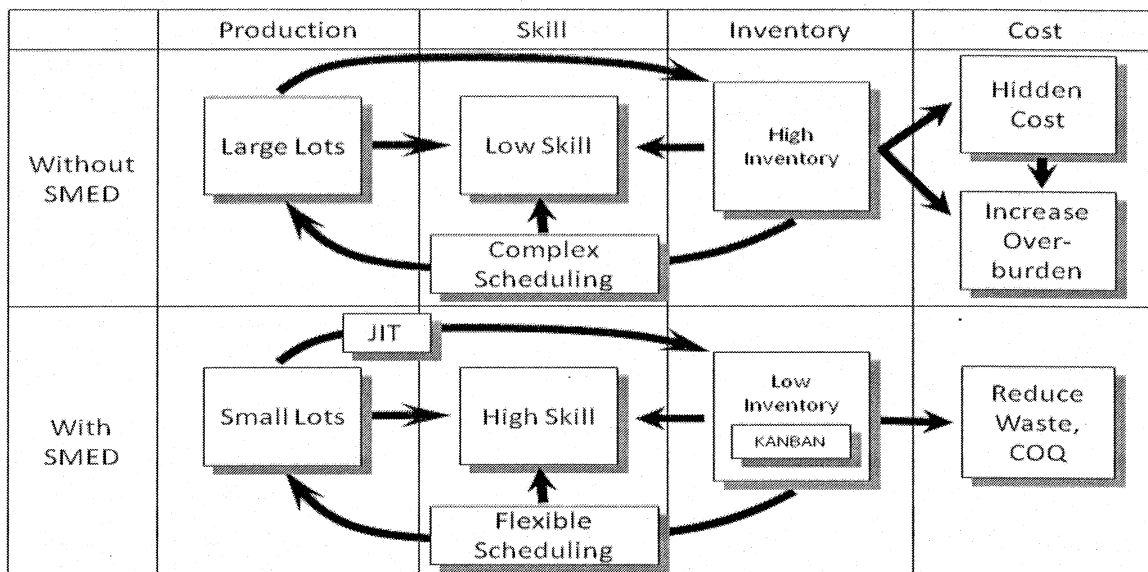 Production Skill Inventory Cost
Without
SMED
Large Lots
Low Skill
High
Inventory
Hidden
Cost
Increase
Over-
burden
Complex
Scheduling
With
SMED
JIT
Small Lots
High Skill
Low
Inventory
KANBAN
Reduce
Waste,
COQ
Flexible
Scheduling